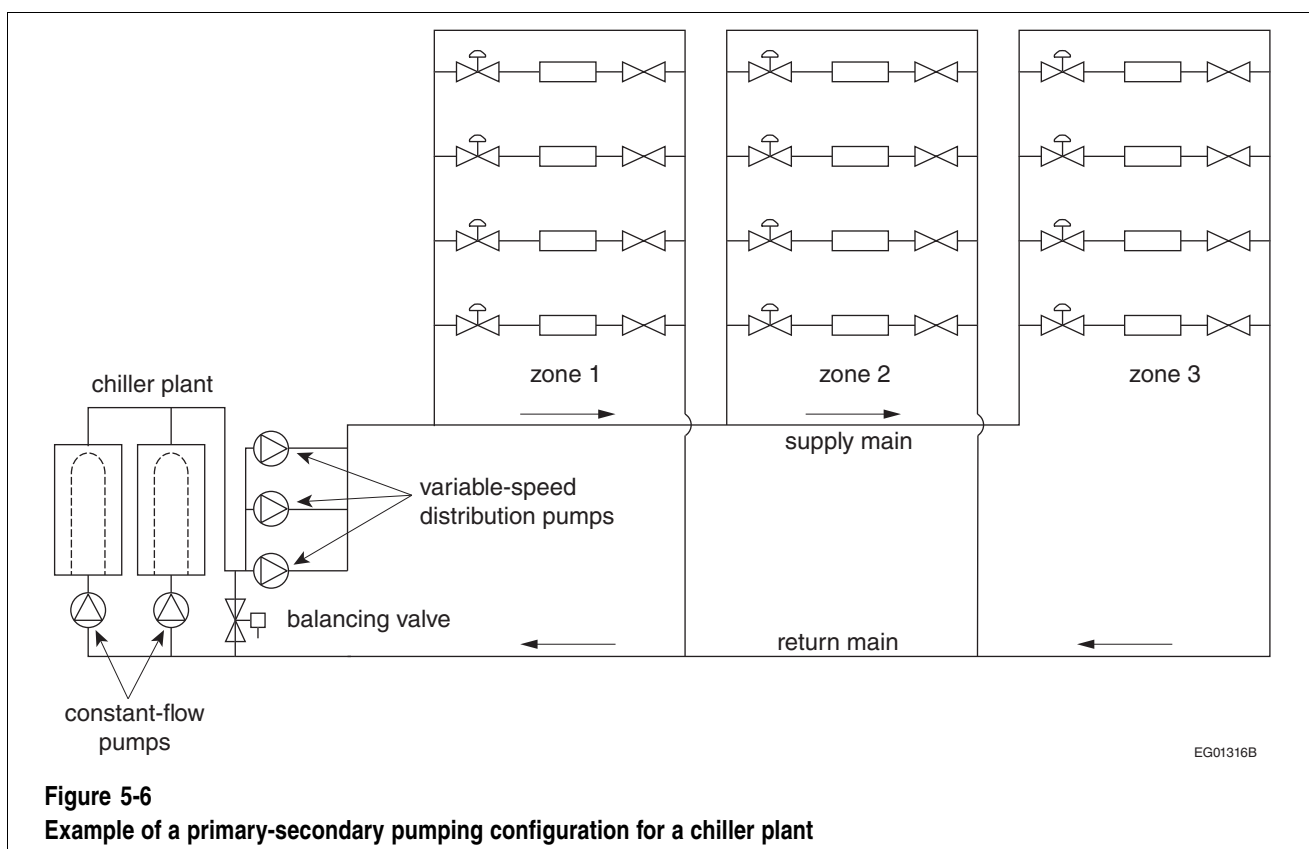 zone 1
zone 2
zone 3
chiller plant
supply main
variable-speed
distribution pumps
balancing valve
return main
constant-flow
pumps
EG01316B
Figure 5-6
Example of a primary-secondary pumping configuration for a chiller plant